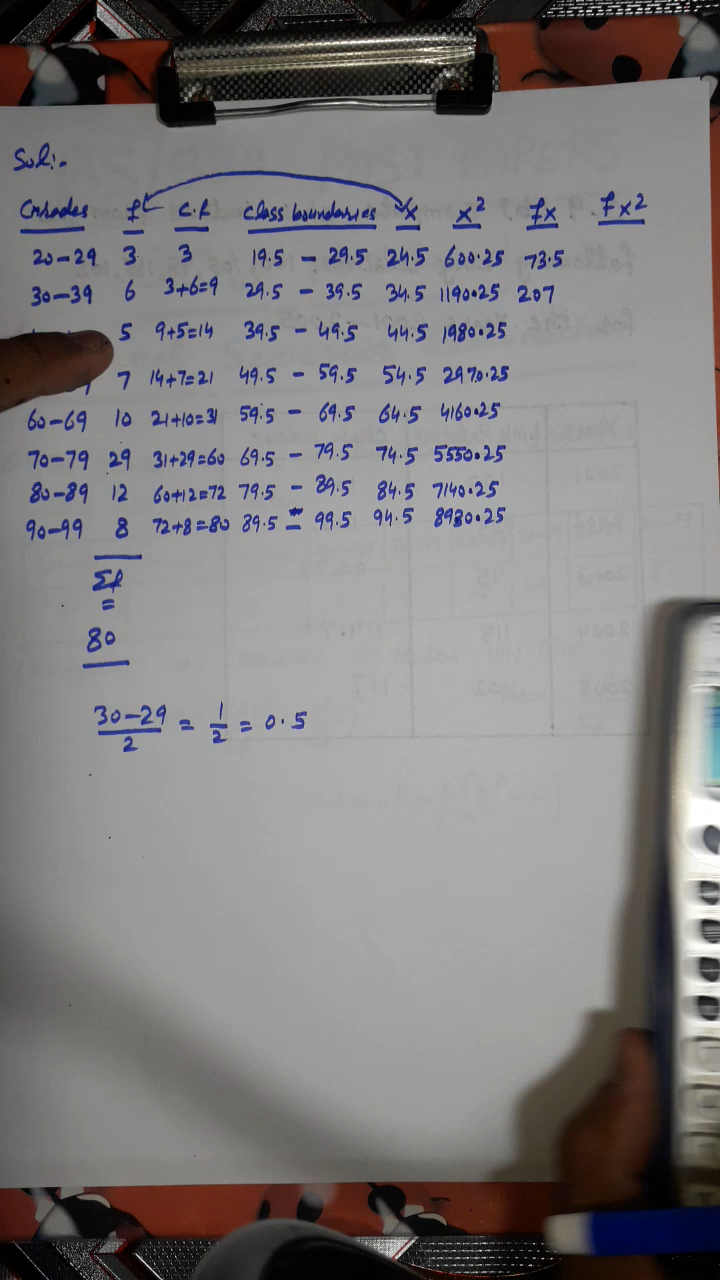 Sol:-
Grades f C.f Class boundaries x x² fx fx²
20-29 3 3 19.5 - 29.5 24.5 600.25 73.5
30-39 6 3+6=9 29.5 - 39.5 34.5 1190.25 207
5 9+5=14 39.5 - 49.5 44.5 1980.25
7 14+7=21 49.5 - 59.5 54.5 2970.25
60-69 10 21+10=31 59.5 - 69.5 64.5 4160.25
70-79 29 31+29=60 69.5 - 79.5 74.5 5550.25
80-89 12 60+12=72 79.5 - 89.5 84.5 7140.25
90-99 8 72+8=80 89.5 - 99.5 94.5 8930.25
Σf
=
80
30-29/2 = 1/2 = 0.5